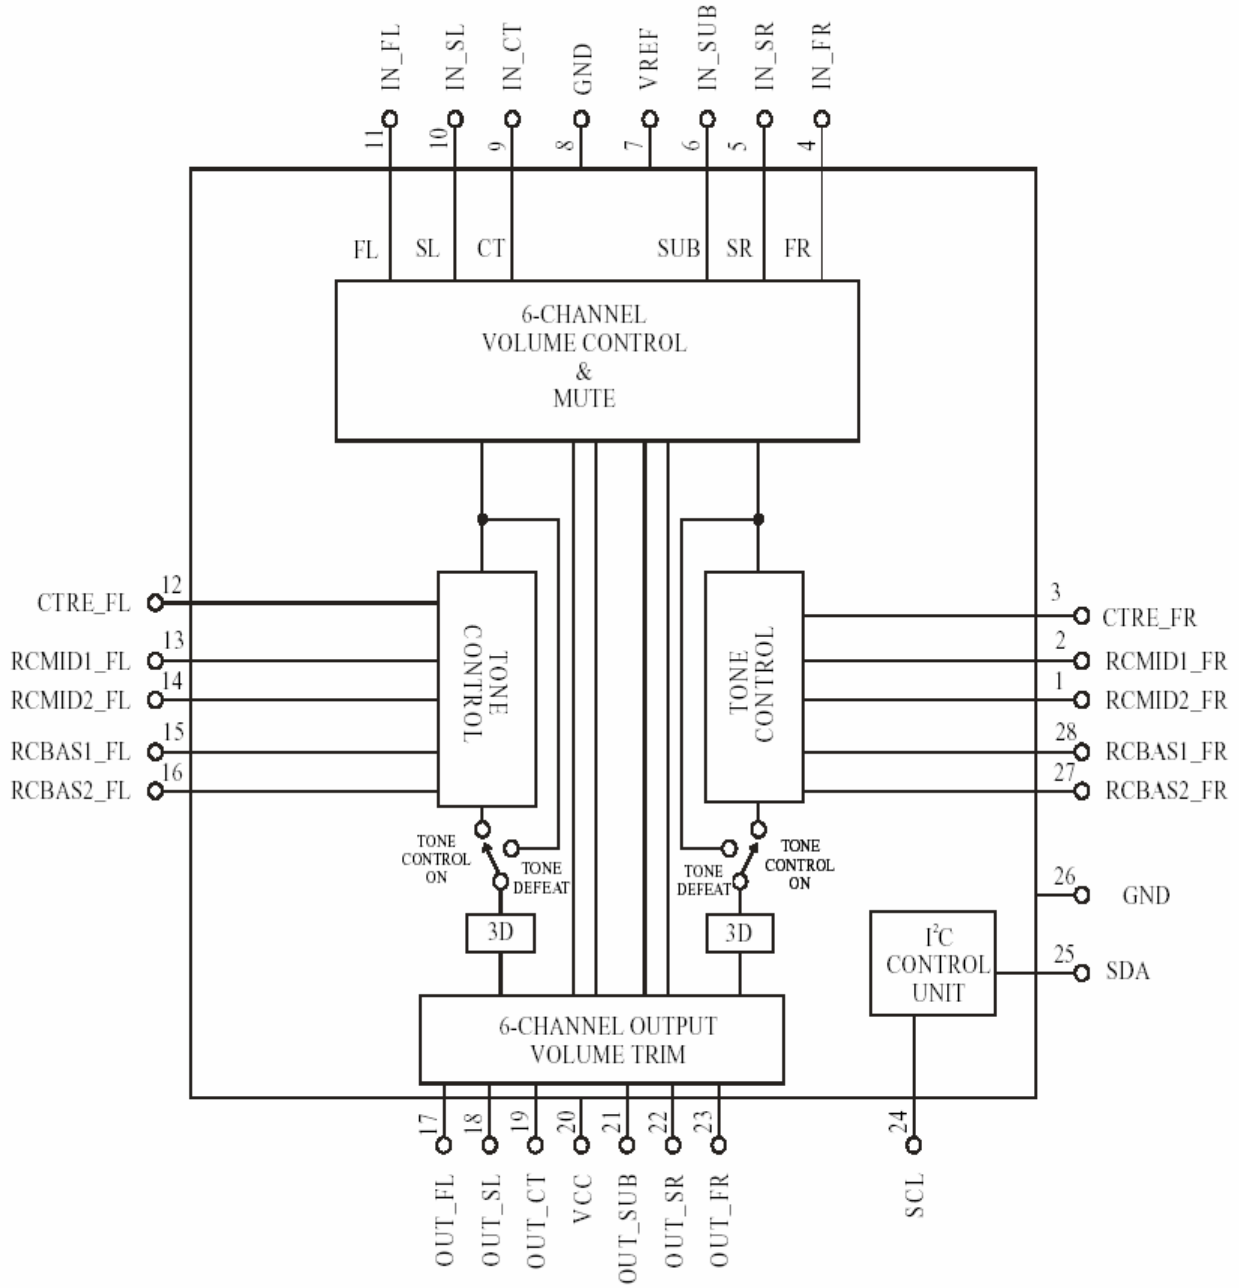 IN_FL
IN_SL
IN_CT
GND
VREF
IN_SUB
IN_SR
IN_FR
11
10
9
8
7
6
5
4
FL
SL
CT
SUB
SR
FR
6-CHANNEL
VOLUME CONTROL
&
MUTE
CTRE_FL
12
RCMID1_FL
13
RCMID2_FL
14
RCBAS1_FL
15
RCBAS2_FL
16
TONE
CONTROL
TONE
CONTROL
3
CTRE_FR
2
RCMID1_FR
1
RCMID2_FR
28
RCBAS1_FR
27
RCBAS2_FR
TONE
CONTROL
ON
TONE
DEFEAT
TONE
DEFEAT
TONE
CONTROL
ON
26
GND
3D
3D
I²C
CONTROL
UNIT
25
SDA
6-CHANNEL OUTPUT
VOLUME TRIM
17
18
19
20
21
22
23
24
OUT_FL
OUT_SL
OUT_CT
VCC
OUT_SUB
OUT_SR
OUT_FR
SCL